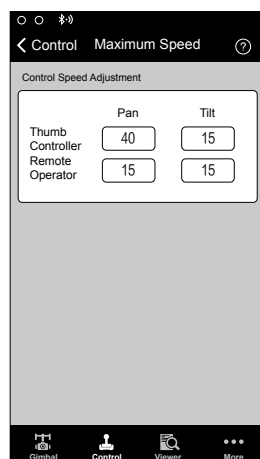 Control Maximum Speed ?
Control Speed Adjustment
Pan Tilt
Thumb
Controller 40 15
Remote
Operator 15 15
Gimbal Control Viewer More